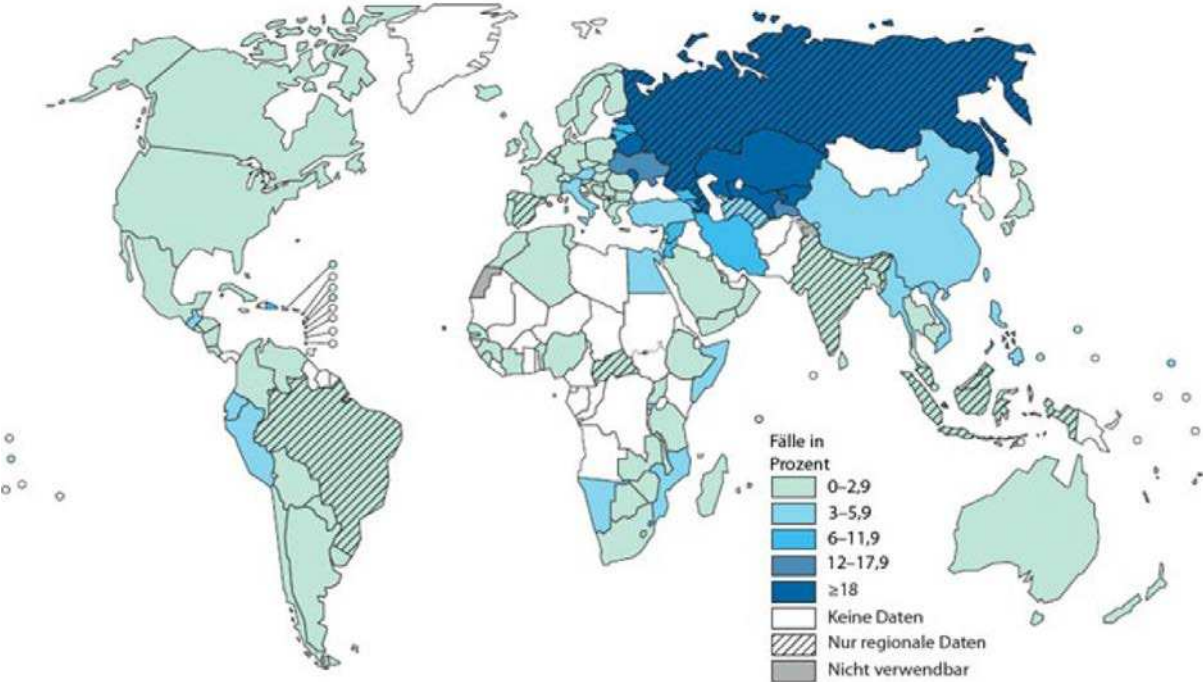 Fälle in
Prozent
0–2,9
3–5,9
6–11,9
12–17,9
≥18
Keine Daten
Nur regionale Daten
Nicht verwendbar